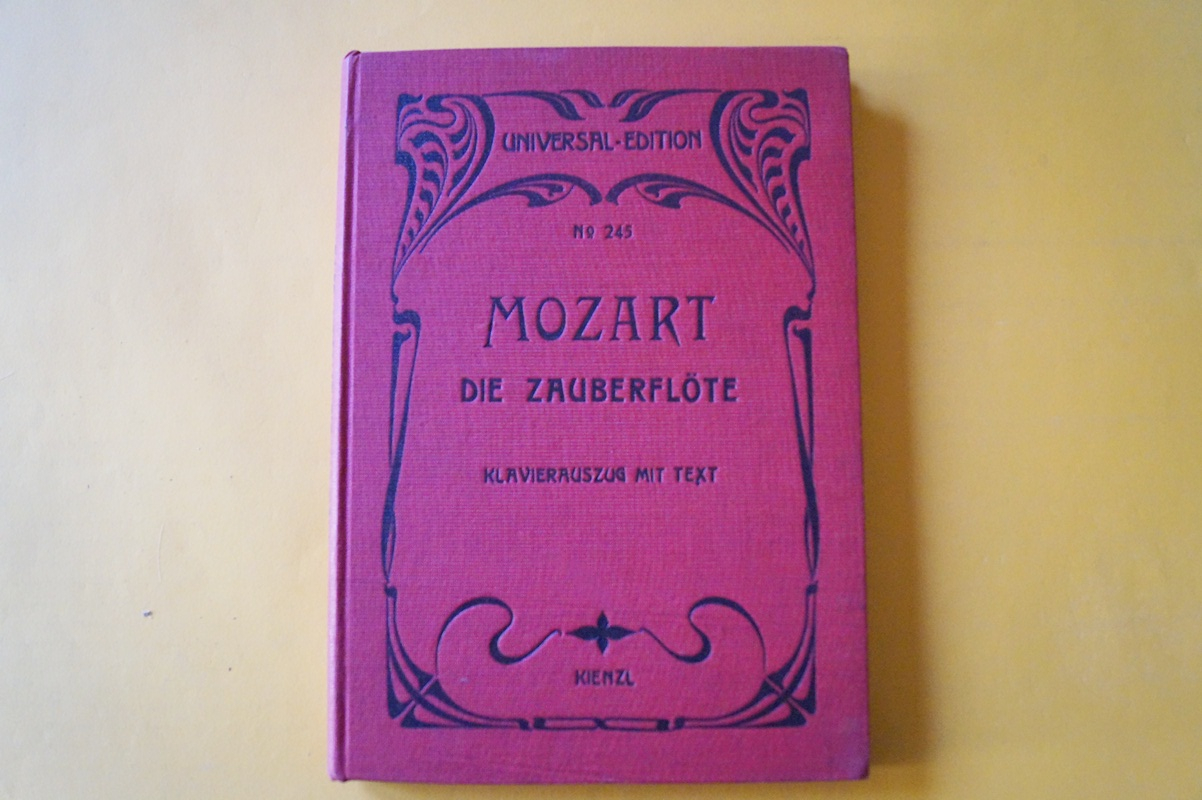 UNIVERSAL-EDITION
No 245
MOZART
DIE ZAUBERFLÖTE
KLAVIERAUSZUG MIT TEXT
KIENZL